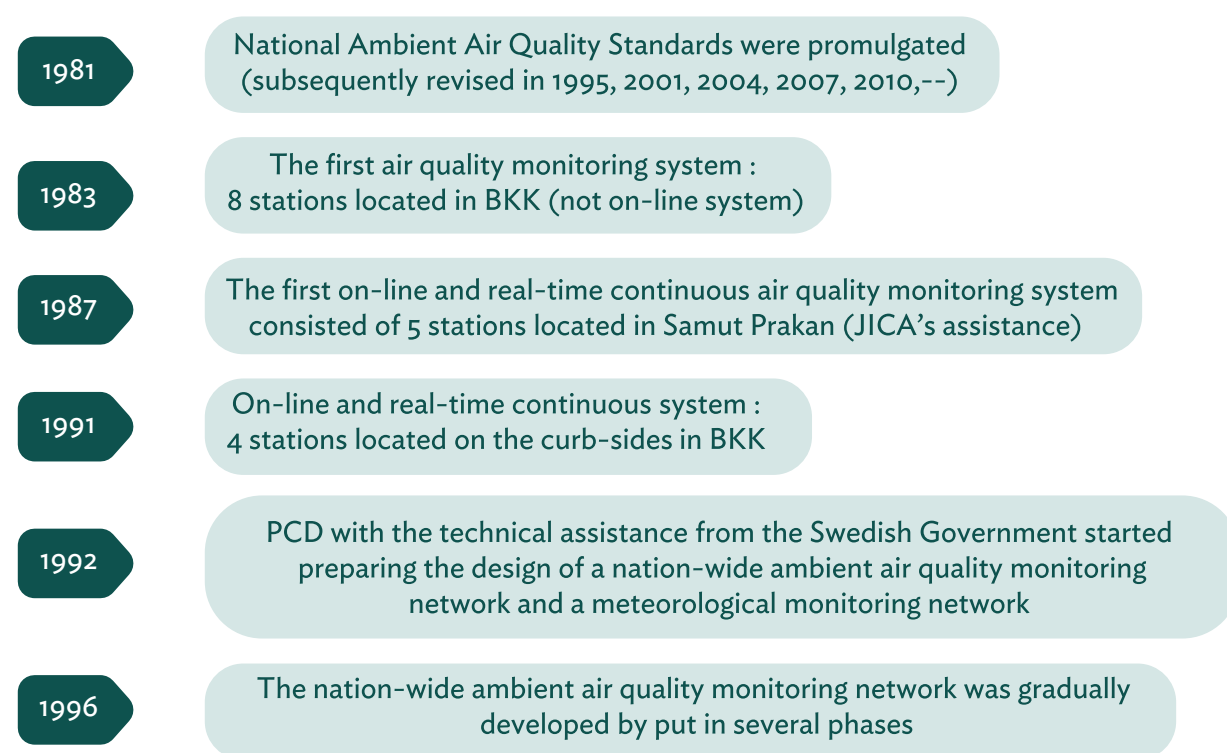 1981
National Ambient Air Quality Standards were promulgated
(subsequently revised in 1995, 2001, 2004, 2007, 2010,--)
1983
The first air quality monitoring system :
8 stations located in BKK (not on-line system)
1987
The first on-line and real-time continuous air quality monitoring system
consisted of 5 stations located in Samut Prakan (JICA’s assistance)
1991
On-line and real-time continuous system :
4 stations located on the curb-sides in BKK
1992
PCD with the technical assistance from the Swedish Government started
preparing the design of a nation-wide ambient air quality monitoring
network and a meteorological monitoring network
1996
The nation-wide ambient air quality monitoring network was gradually
developed by put in several phases